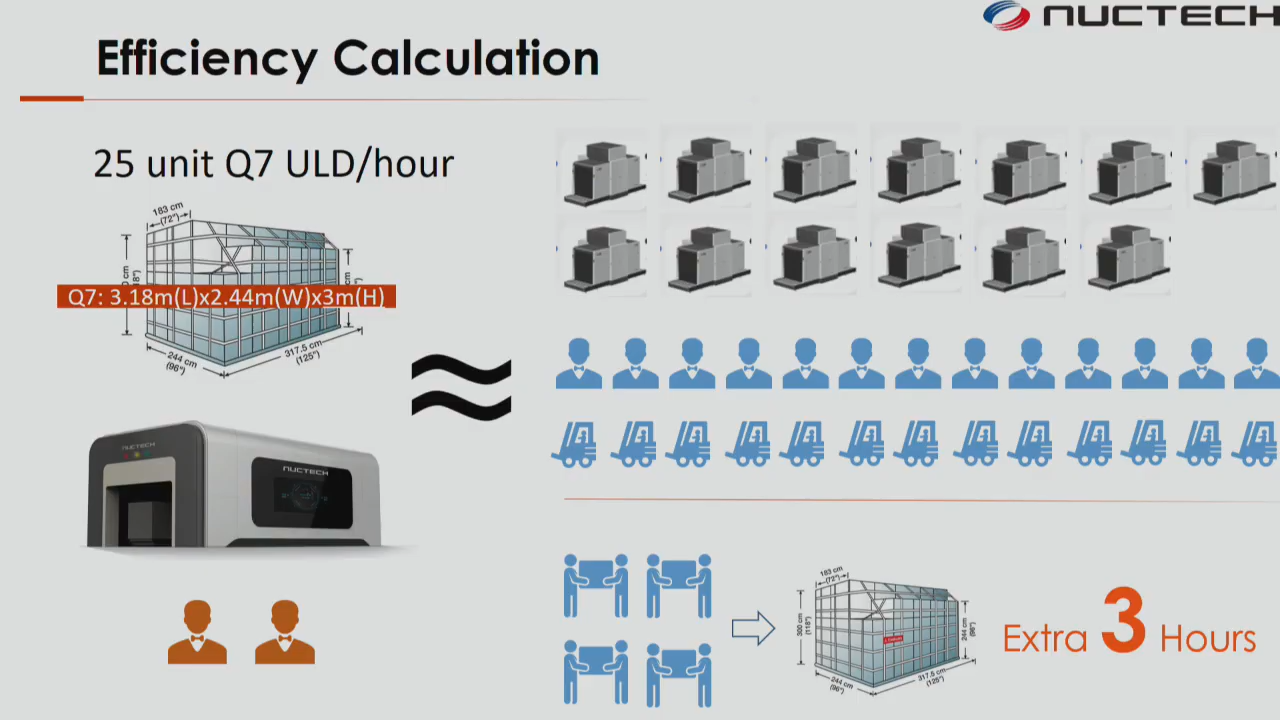 NUCTECH
Efficiency Calculation
25 unit Q7 ULD/hour
183 cm
(72")
Q7: 3.18m(L)x2.44m(W)x3m(H)
244 cm
(96")
317.5 cm
(125")
NUCTECH
NUCTECH
183 cm
(72")
300 cm
(118")
244 cm
(96")
244 cm
(96")
317.5 cm
(125")
Extra 3 Hours